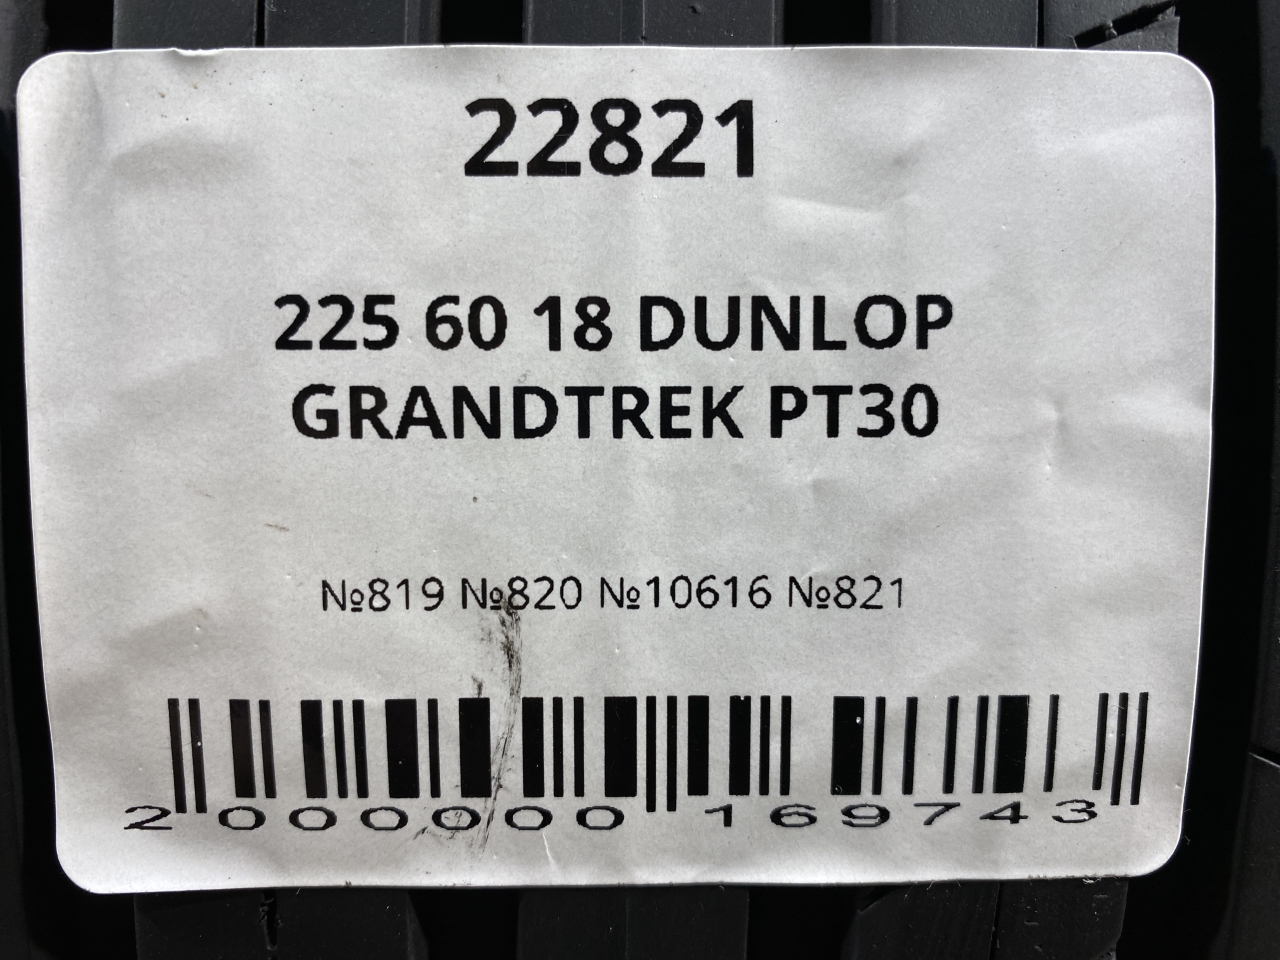 22821
225 60 18 DUNLOP
GRANDTREK PT30
№819 №820 №10616 №821
2 000000 169743